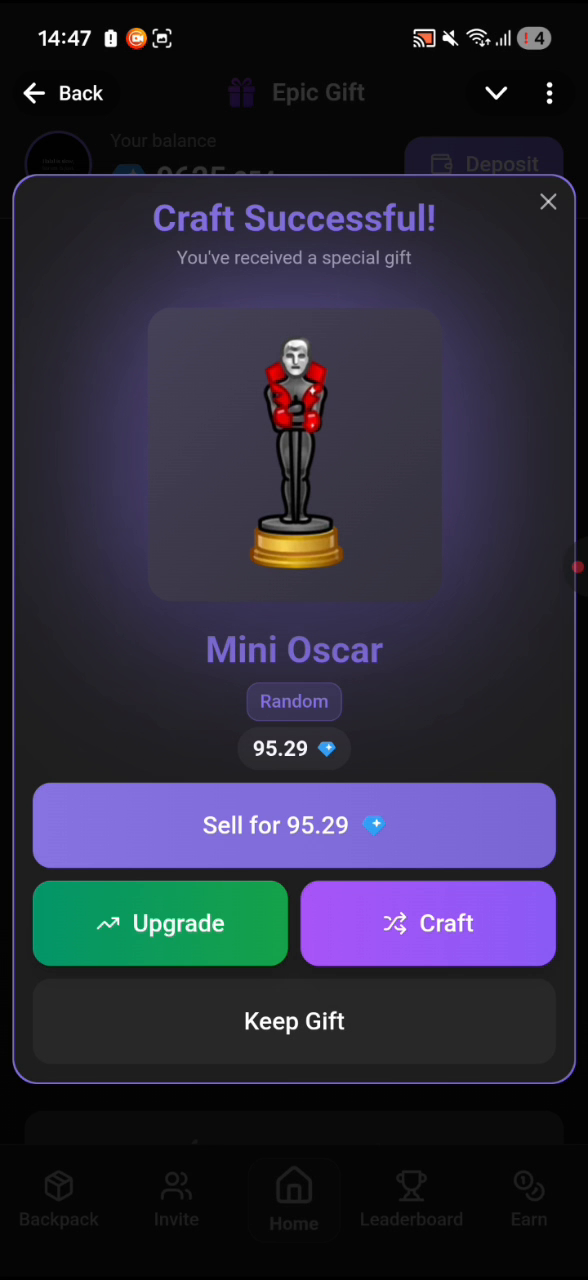 14:47
4
Back
Epic Gift
Your balance
Deposit
Craft Successful!
You've received a special gift
Mini Oscar
Random
95.29
Sell for 95.29
Upgrade
Craft
Keep Gift
Backpack
Invite
Home
Leaderboard
Earn